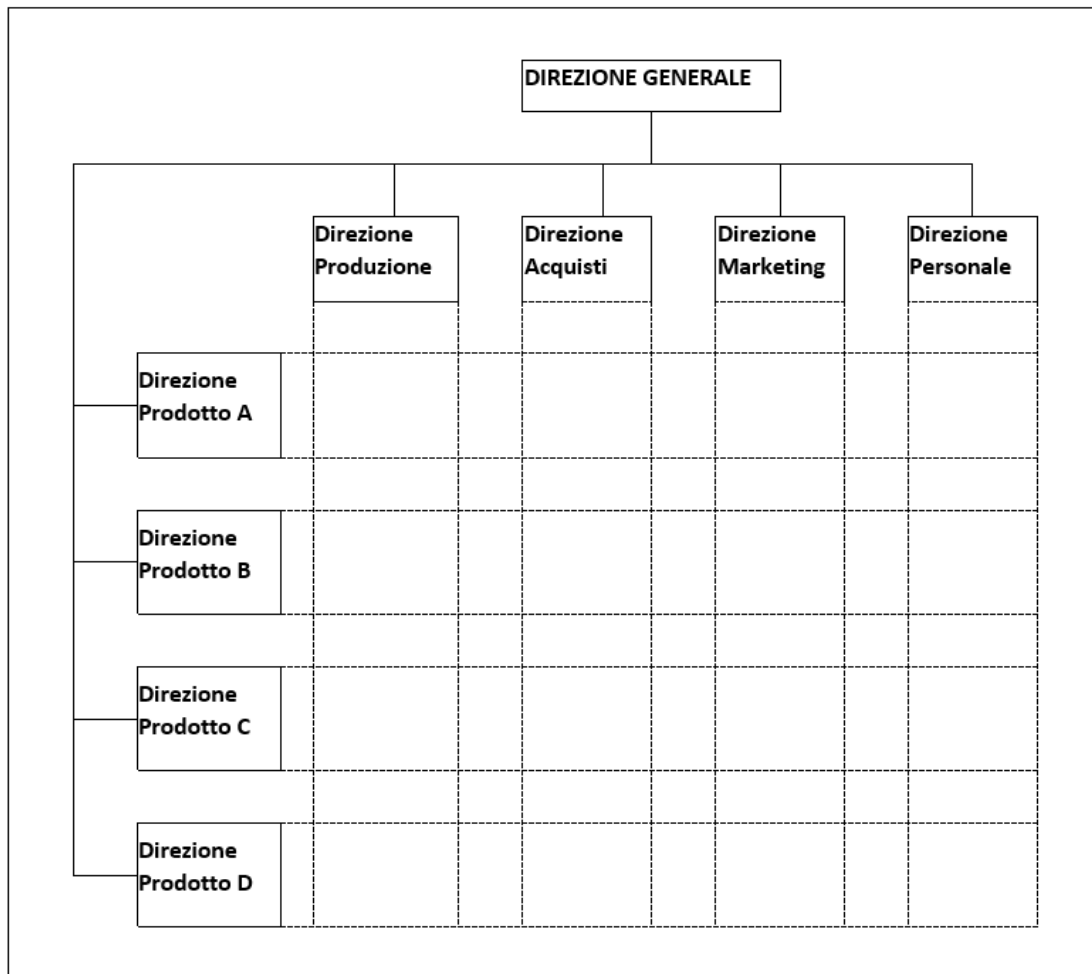 DIREZIONE GENERALE
Direzione
Produzione
Direzione
Acquisti
Direzione
Marketing
Direzione
Personale
Direzione
Prodotto A
Direzione
Prodotto B
Direzione
Prodotto C
Direzione
Prodotto D